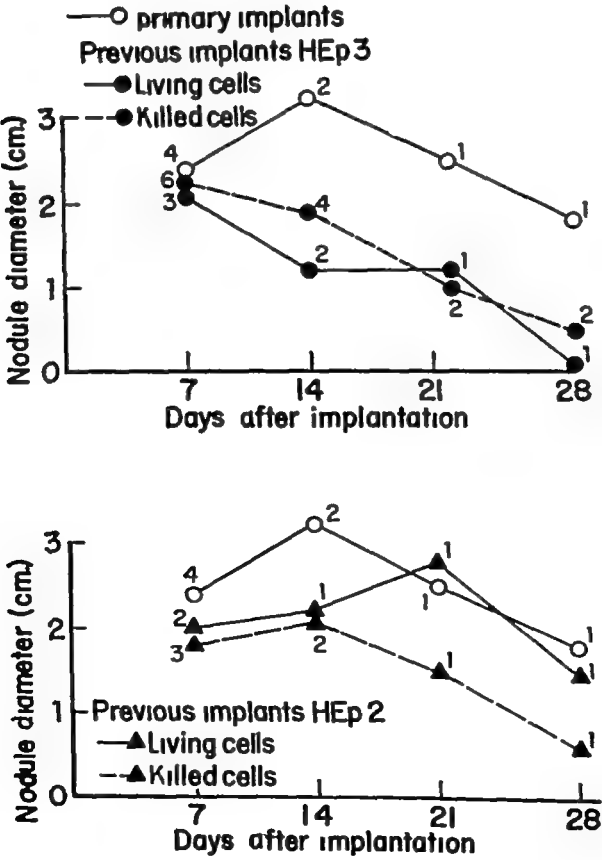 primary implants
Previous implants HEp 3
Living cells
Killed cells
Nodule diameter (cm.)
3
2
1
0
4
6
3
2
4
2
1
1
2
1
2
1
7 14 21 28
Days after implantation
Nodule diameter (cm.)
3
2
1
0
4
2
3
2
1
2
1
1
1
1
1
1
Previous implants HEp 2
Living cells
Killed cells
7 14 21 28
Days after implantation